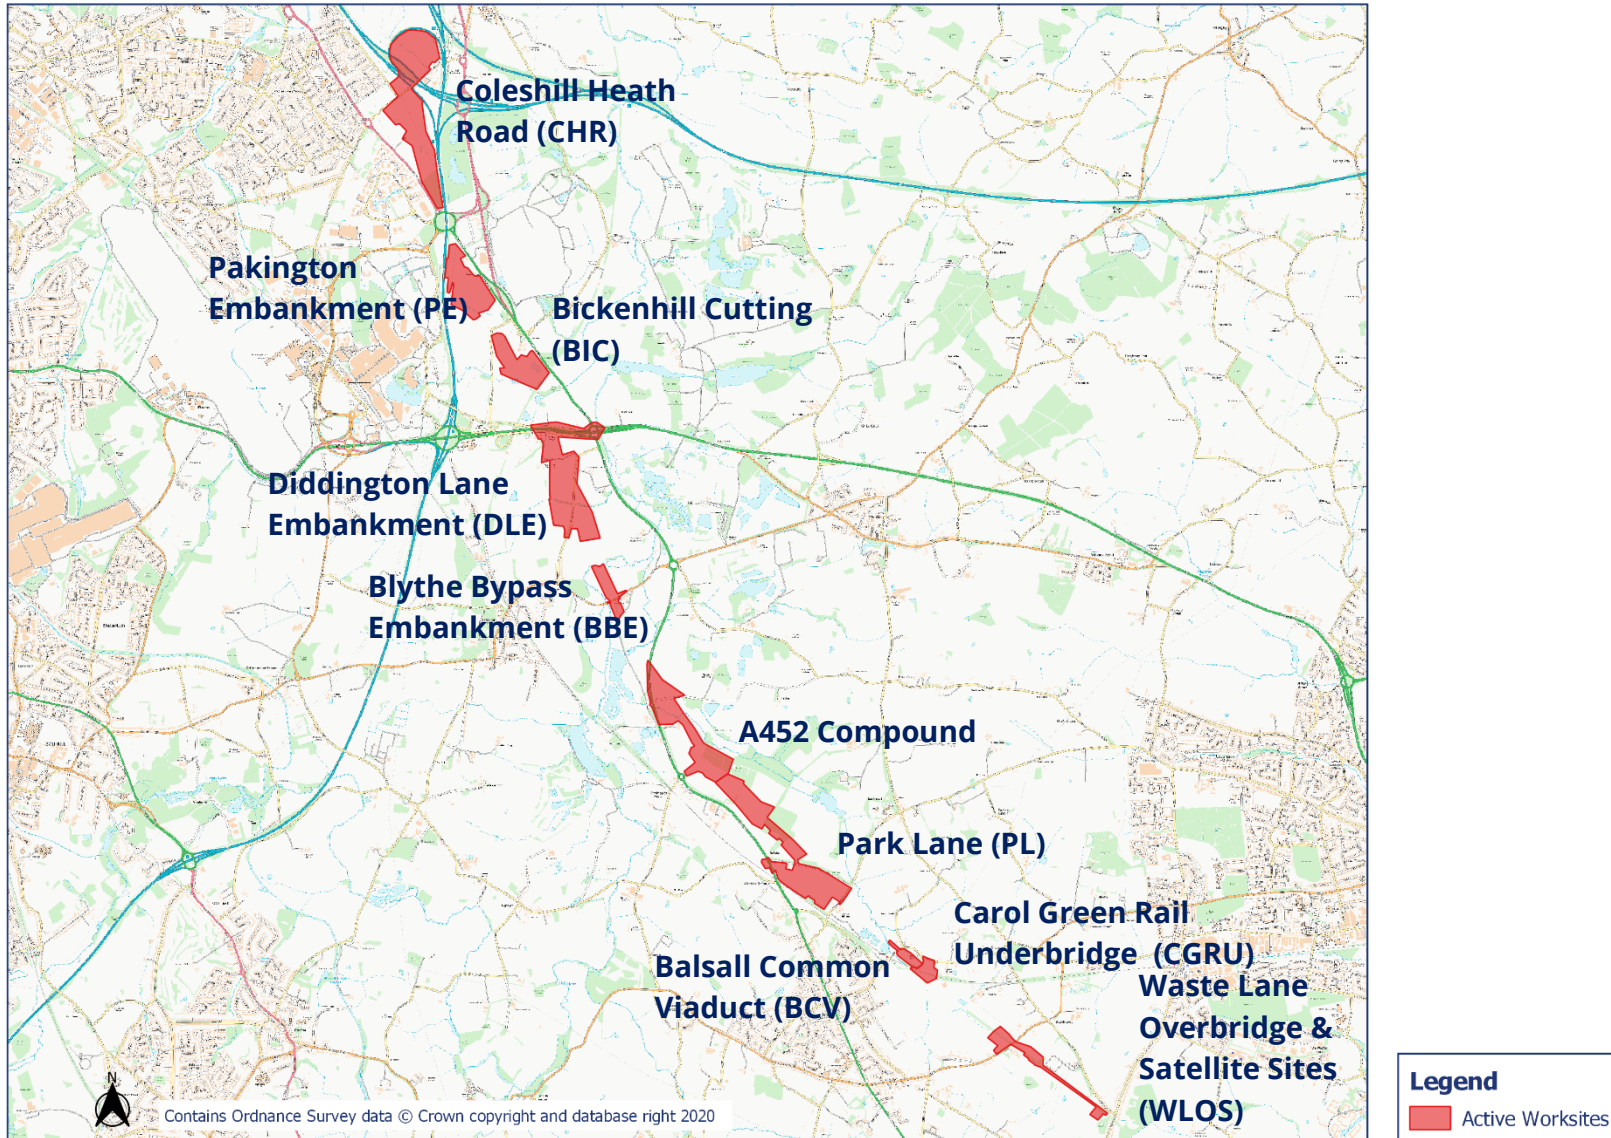 Coleshill Heath
Road (CHR)
Pakington
Embankment (PE)
Bickenhill Cutting
(BIC)
Diddington Lane
Embankment (DLE)
Blythe Bypass
Embankment (BBE)
A452 Compound
Park Lane (PL)
Carol Green Rail
Underbridge (CGRU)
Balsall Common
Viaduct (BCV)
Waste Lane
Overbridge &
Satellite Sites
(WLOS)
N
Contains Ordnance Survey data © Crown copyright and database right 2020
Legend
Active Worksites